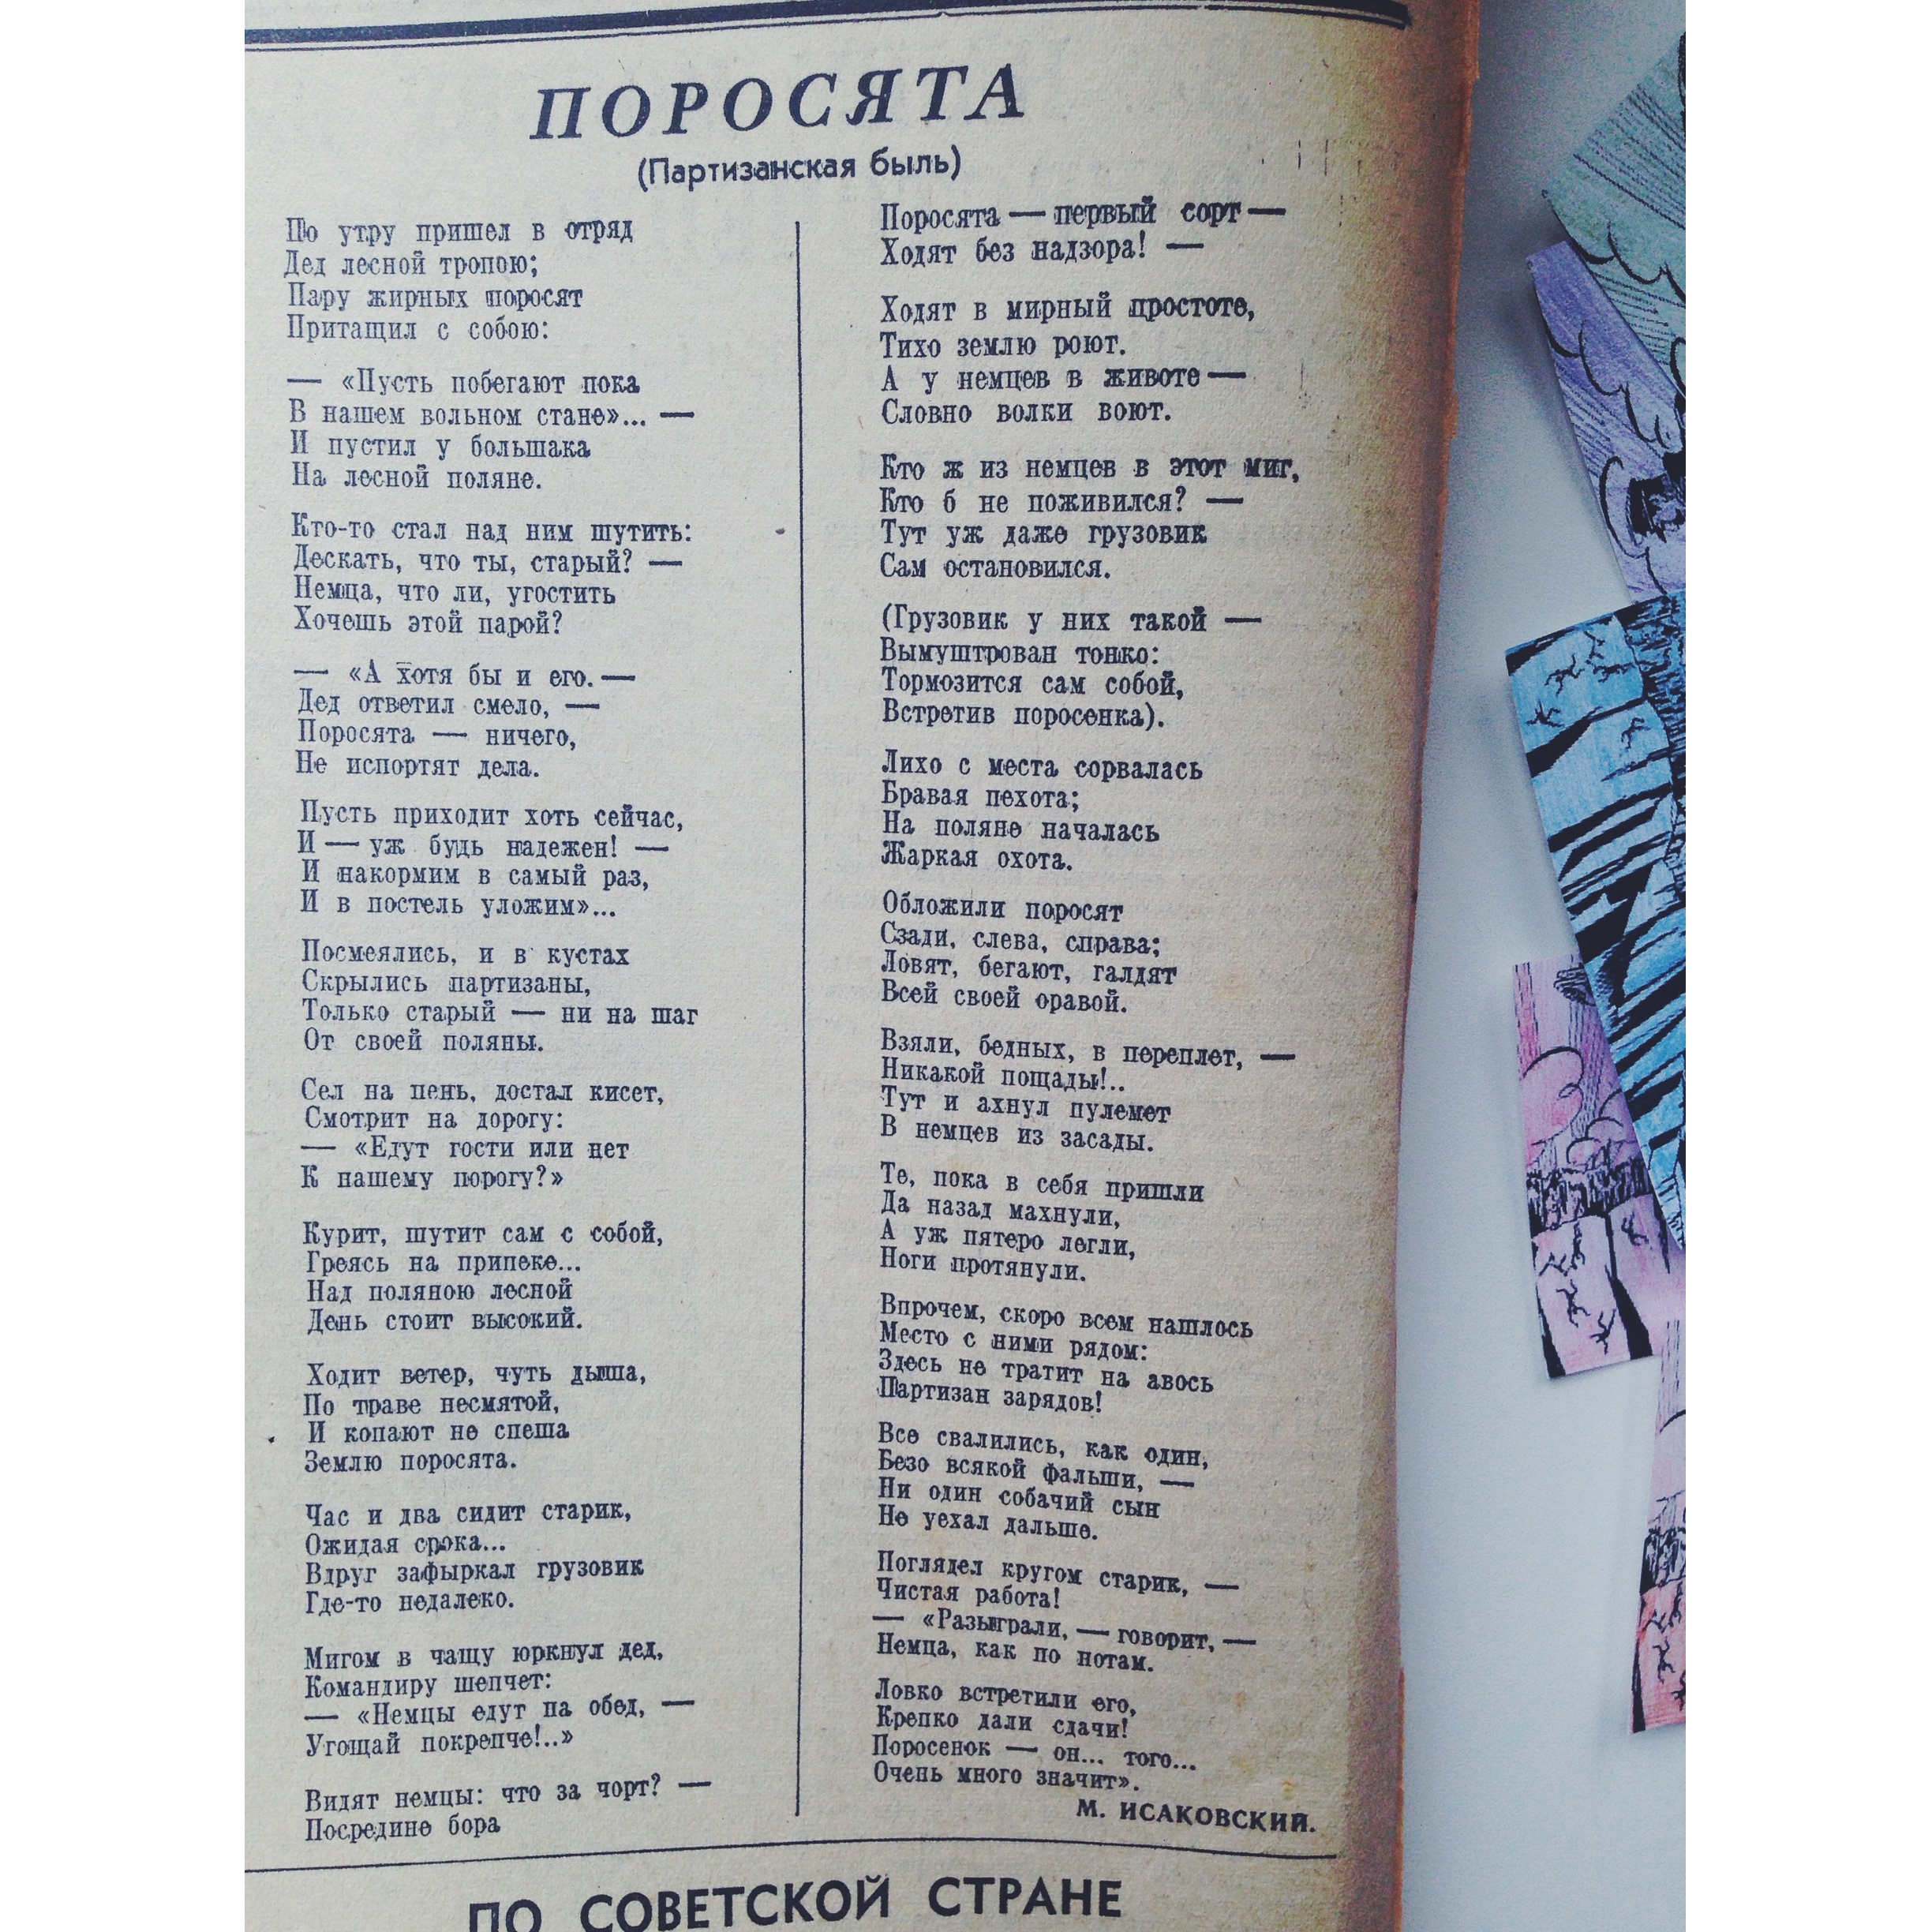 ПОРОСЯТА
(Партизанская быль)
По утру пришел в отряд
Дед лесной тропою;
Пару жирных поросят
Притащил с собою:
— «Пусть побегают пока
В нашем вольном стане»... —
И пустил у большака
На лесной поляне.
Кто-то стал над ним шутить:
Дескать, что ты, старый? —
Немца, что ли, угостить
Хочешь этой парой?
— «А хотя бы и его. —
Дед ответил смело, —
Поросята — ничего,
Не испортят дела.
Пусть приходит хоть сейчас,
И — уж будь надежен! —
И накормим в самый раз,
И в постель уложим»...
Посмеялись, и в кустах
Скрылись партизаны,
Только старый — ни на шаг
От своей поляны.
Сел на пень, достал кисет,
Смотрит на дорогу:
— «Едут гости или нет
К нашему порогу?»
Курит, шутит сам с собой,
Греясь на припеке...
Над поляною лесной
День стоит высокий.
Ходит ветер, чуть дыша,
По траве несмятой,
И копают не спеша
Землю поросята.
Час и два сидит старик,
Ожидая срока...
Вдруг зафыркал грузовик
Где-то недалеко.
Мигом в чащу юркнул дед,
Командиру шепчет:
— «Немцы едут на обед, —
Угощай покрепче!..»
Видят немцы: что за чорт? —
Посредине бора
Поросята — первый сорт —
Ходят без надзора! —
Ходят в мирный простоте,
Тихо землю роют.
А у немцев в животе —
Словно волки воют.
Кто ж из немцев в этот миг,
Кто б не поживился? —
Тут уж даже грузовик
Сам остановился.
(Грузовик у них такой —
Вымуштрован тонко:
Тормозится сам собой,
Встретив поросенка).
Лихо с места сорвалась
Бравая пехота;
На поляне началась
Жаркая охота.
Обложили поросят
Сзади, слева, справа;
Ловят, бегают, галдят
Всей своей оравой.
Взяли, бедных, в переплет, —
Никакой пощады!..
Тут и ахнул пулемет
В немцев из засады.
Те, пока в себя пришли
Да назад махнули,
А уж пятеро легли,
Ноги протянули.
Впрочем, скоро всем нашлось
Место с ними рядом:
Здесь не тратит на авось
Партизан зарядов!
Все свалились, как один,
Безо всякой фальши, —
Ни один собачий сын
Не уехал дальше.
Поглядел кругом старик, —
Чистая работа!
— «Разыграли, — говорит, —
Немца, как по нотам.
Ловко встретили его,
Крепко дали сдачи!
Поросенок — он... того...
Очень много значит».
М. ИСАКОВСКИЙ.
ПО СОВЕТСКОЙ СТРАНЕ